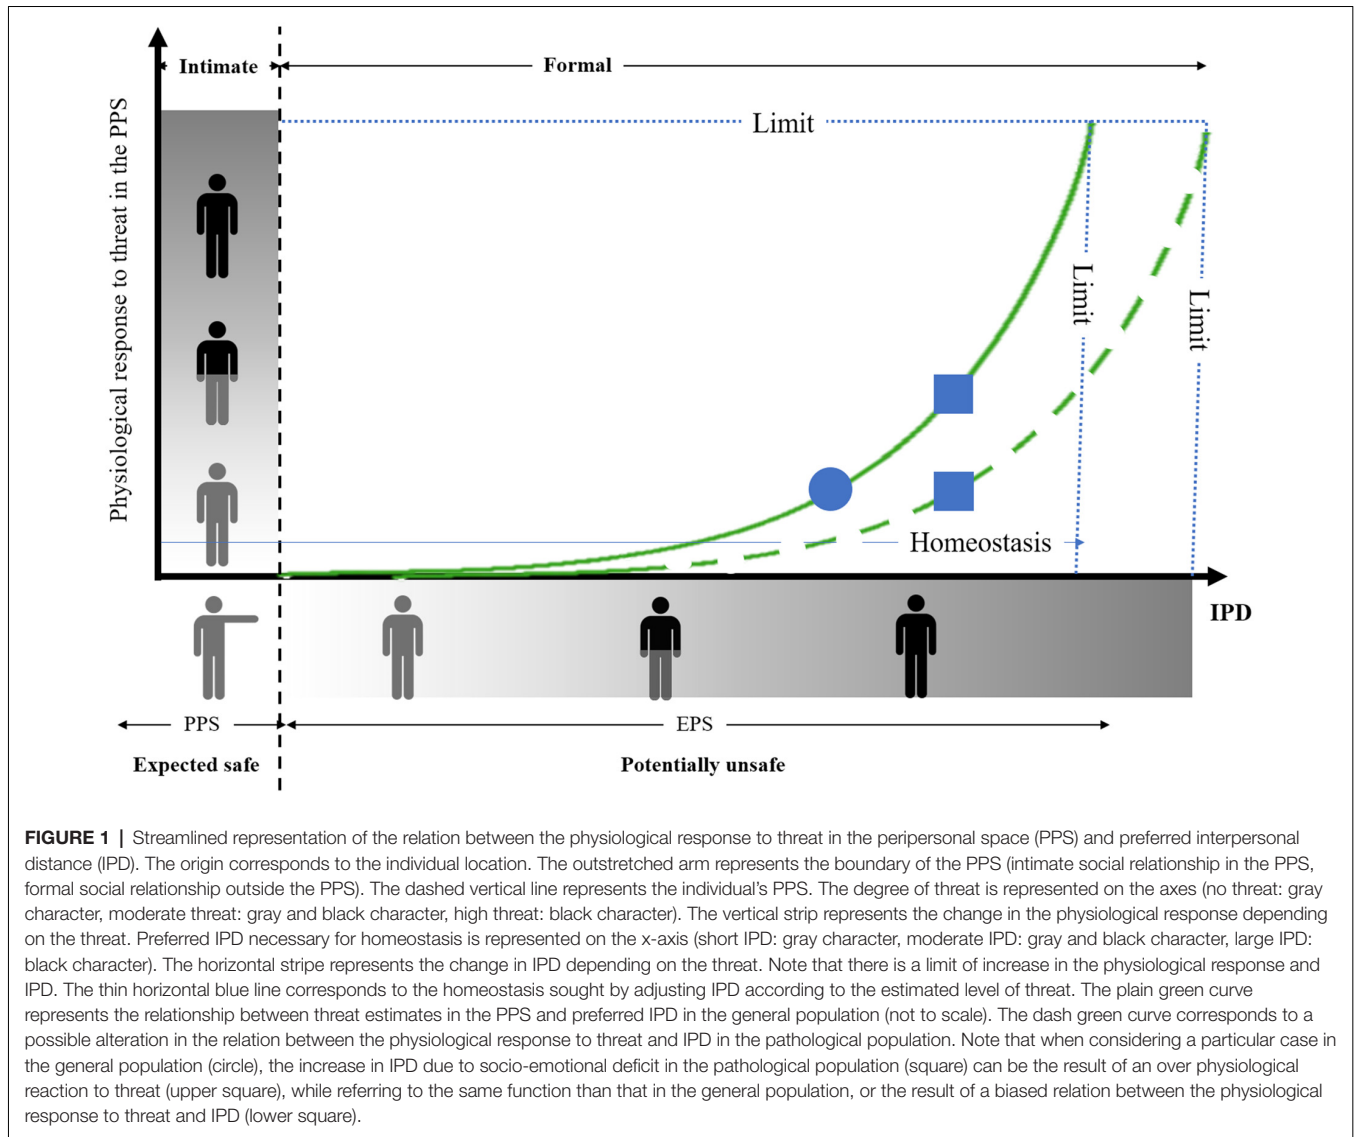 Intimate
Formal
Physiological response to threat in the PPS
Limit
Limit
Limit
Homeostasis
IPD
PPS
EPS
Expected safe
Potentially unsafe
FIGURE 1 | Streamlined representation of the relation between the physiological response to threat in the peripersonal space (PPS) and preferred interpersonal
distance (IPD). The origin corresponds to the individual location. The outstretched arm represents the boundary of the PPS (intimate social relationship in the PPS,
formal social relationship outside the PPS). The dashed vertical line represents the individual's PPS. The degree of threat is represented on the axes (no threat: gray
character, moderate threat: gray and black character, high threat: black character). The vertical strip represents the change in the physiological response depending
on the threat. Preferred IPD necessary for homeostasis is represented on the x-axis (short IPD: gray character, moderate IPD: gray and black character, large IPD:
black character). The horizontal stripe represents the change in IPD depending on the threat. Note that there is a limit of increase in the physiological response and
IPD. The thin horizontal blue line corresponds to the homeostasis sought by adjusting IPD according to the estimated level of threat. The plain green curve
represents the relationship between threat estimates in the PPS and preferred IPD in the general population (not to scale). The dash green curve corresponds to a
possible alteration in the relation between the physiological response to threat and IPD in the pathological population. Note that when considering a particular case in
the general population (circle), the increase in IPD due to socio-emotional deficit in the pathological population (square) can be the result of an over physiological
reaction to threat (upper square), while referring to the same function than that in the general population, or the result of a biased relation between the physiological
response to threat and IPD (lower square).